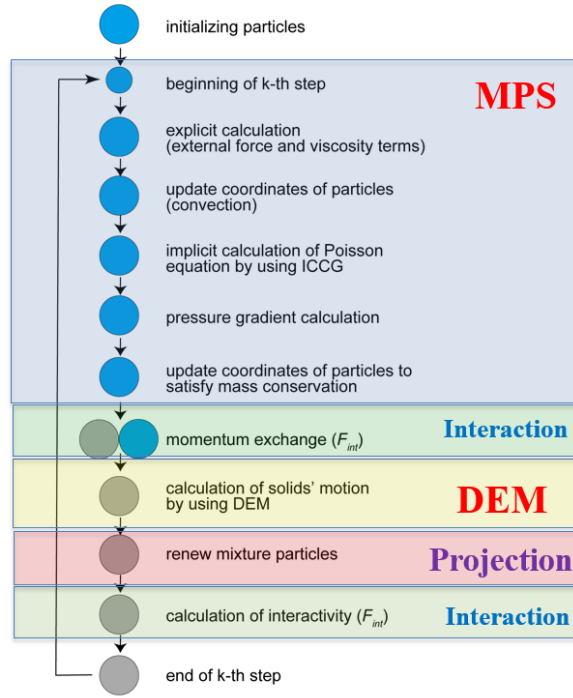 initializing particles
beginning of k-th step
MPS
explicit calculation
(external force and viscosity terms)
update coordinates of particles
(convection)
implicit calculation of Poisson
equation by using ICCG
pressure gradient calculation
update coordinates of particles to
satisfy mass conservation
momentum exchange (Fint)
Interaction
calculation of solids' motion
by using DEM
DEM
renew mixture particles
Projection
calculation of interactivity (Fint)
Interaction
end of k-th step